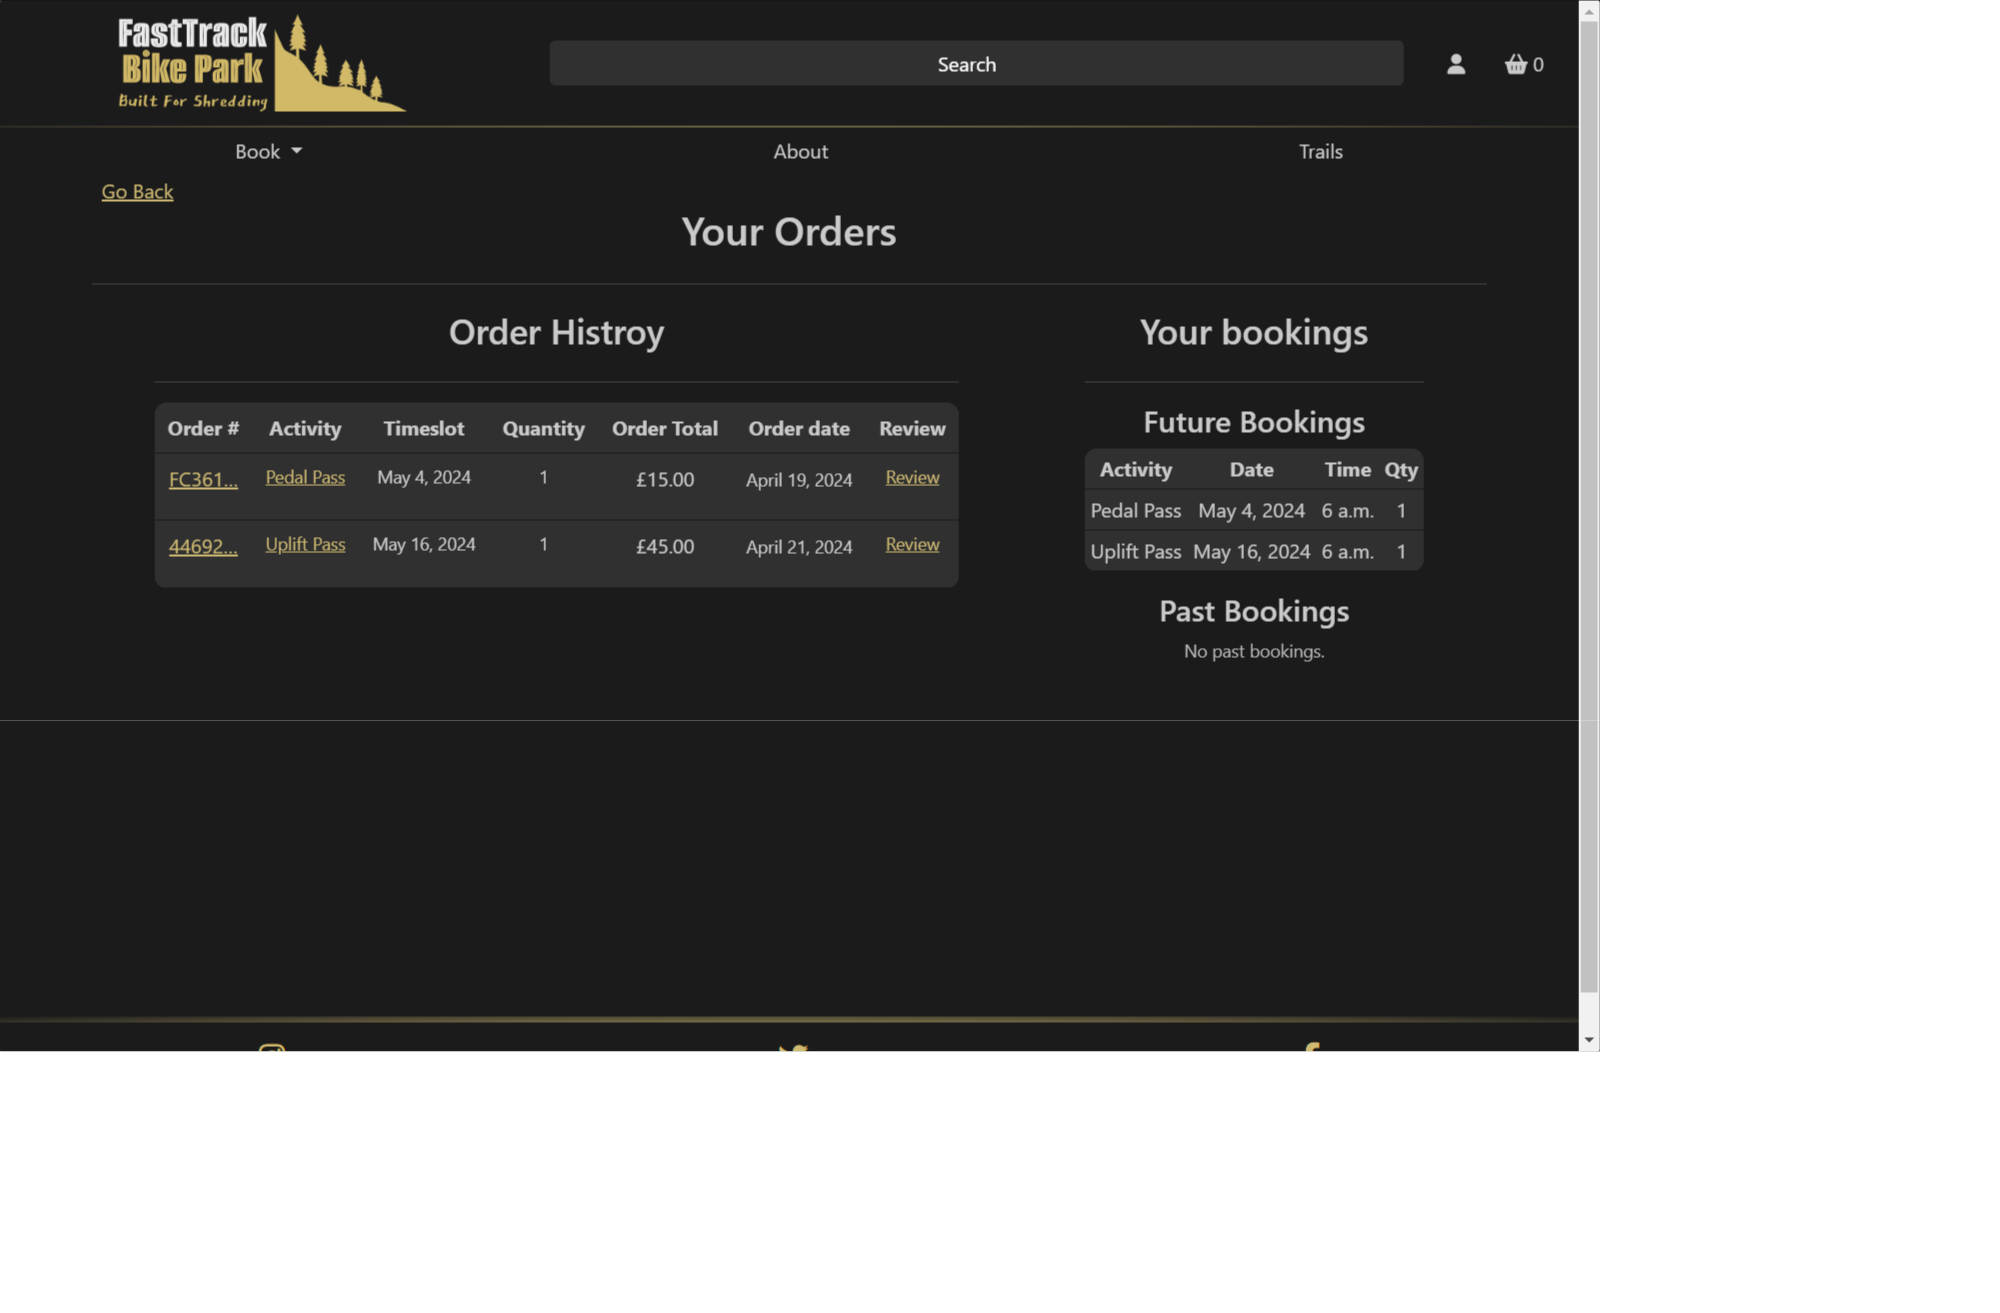 FastTrack
Bike Park
Built For Shredding
Search
0
Book
About
Trails
Go Back
Your Orders
Order Histroy
Order # Activity Timeslot Quantity Order Total Order date Review
FC361... Pedal Pass May 4, 2024 1 £15.00 April 19, 2024 Review
44692... Uplift Pass May 16, 2024 1 £45.00 April 21, 2024 Review
Your bookings
Future Bookings
Activity Date Time Qty
Pedal Pass May 4, 2024 6 a.m. 1
Uplift Pass May 16, 2024 6 a.m. 1
Past Bookings
No past bookings.